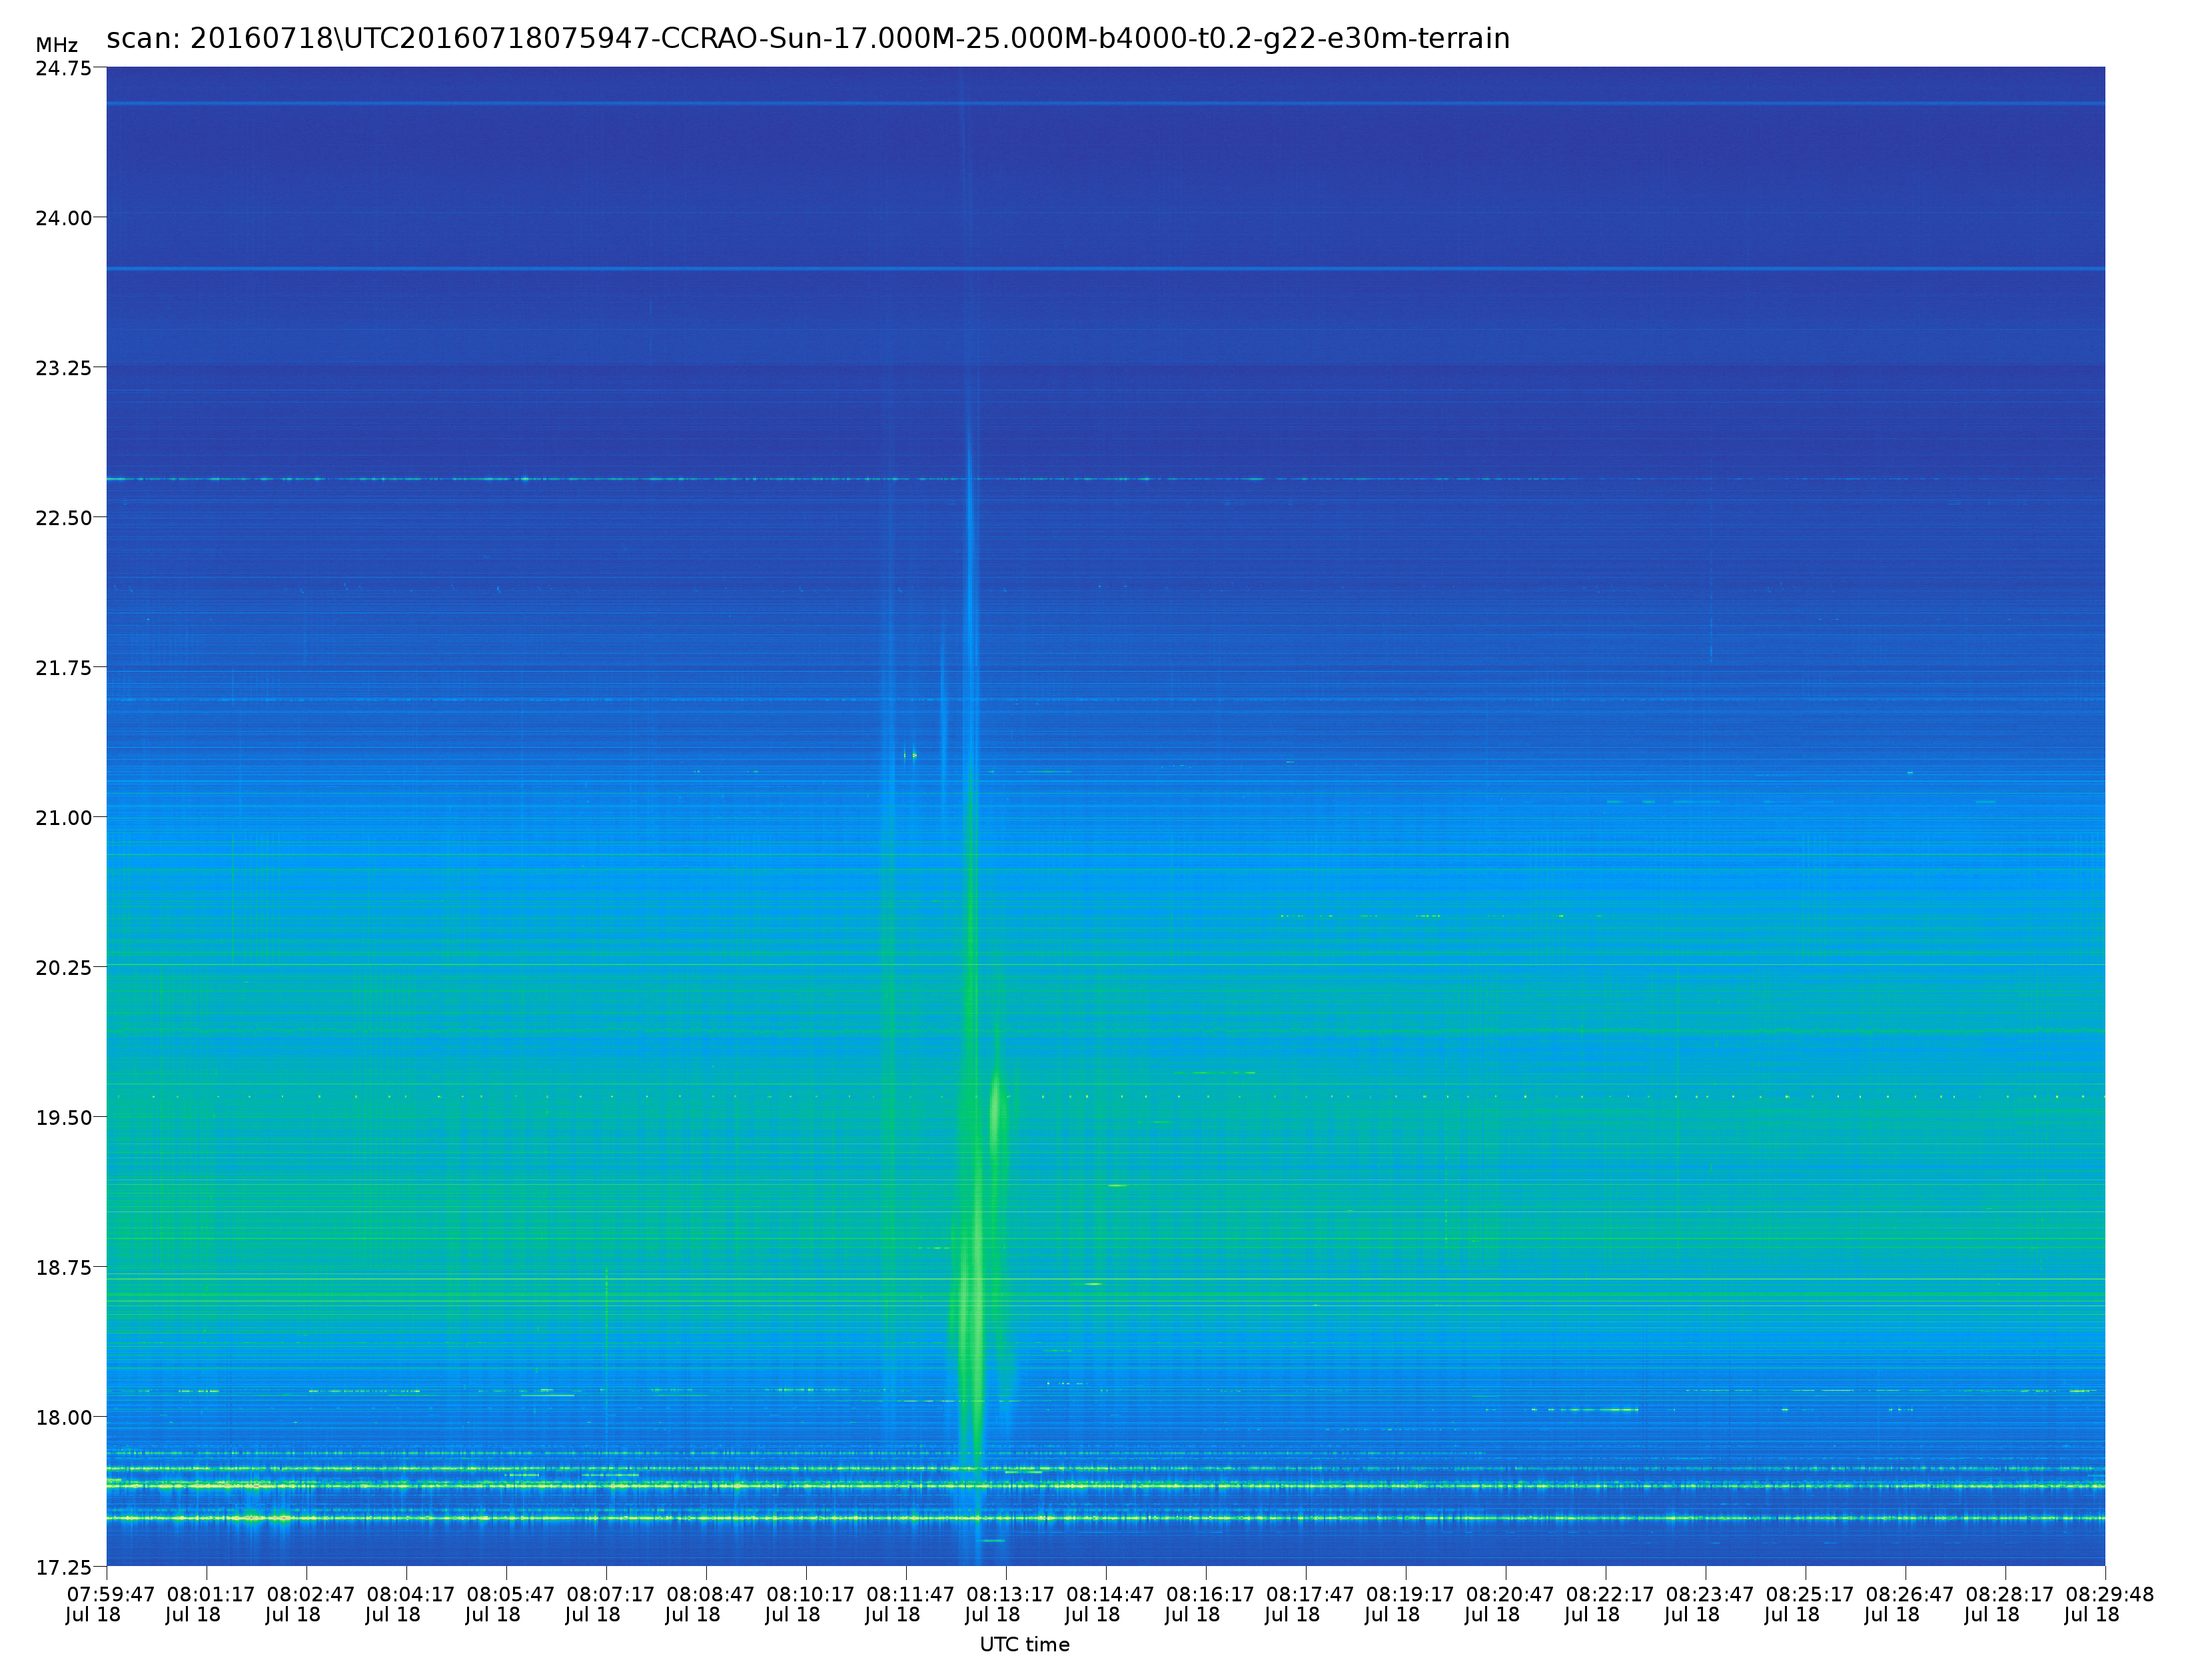 MHz scan: 20160718\UTC20160718075947-CCRAO-Sun-17.000M-25.000M-b4000-t0.2-g22-e30m-terrain
24.75
24.00
23.25
22.50
21.75
21.00
20.25
19.50
18.75
18.00
17.25
07:59:47 08:01:17 08:02:47 08:04:17 08:05:47 08:07:17 08:08:47 08:10:17 08:11:47 08:13:17 08:14:47 08:16:17 08:17:47 08:19:17 08:20:47 08:22:17 08:23:47 08:25:17 08:26:47 08:28:17 08:29:48
Jul 18 Jul 18 Jul 18 Jul 18 Jul 18 Jul 18 Jul 18 Jul 18 Jul 18 Jul 18 Jul 18 Jul 18 Jul 18 Jul 18 Jul 18 Jul 18 Jul 18 Jul 18 Jul 18 Jul 18 Jul 18
UTC time